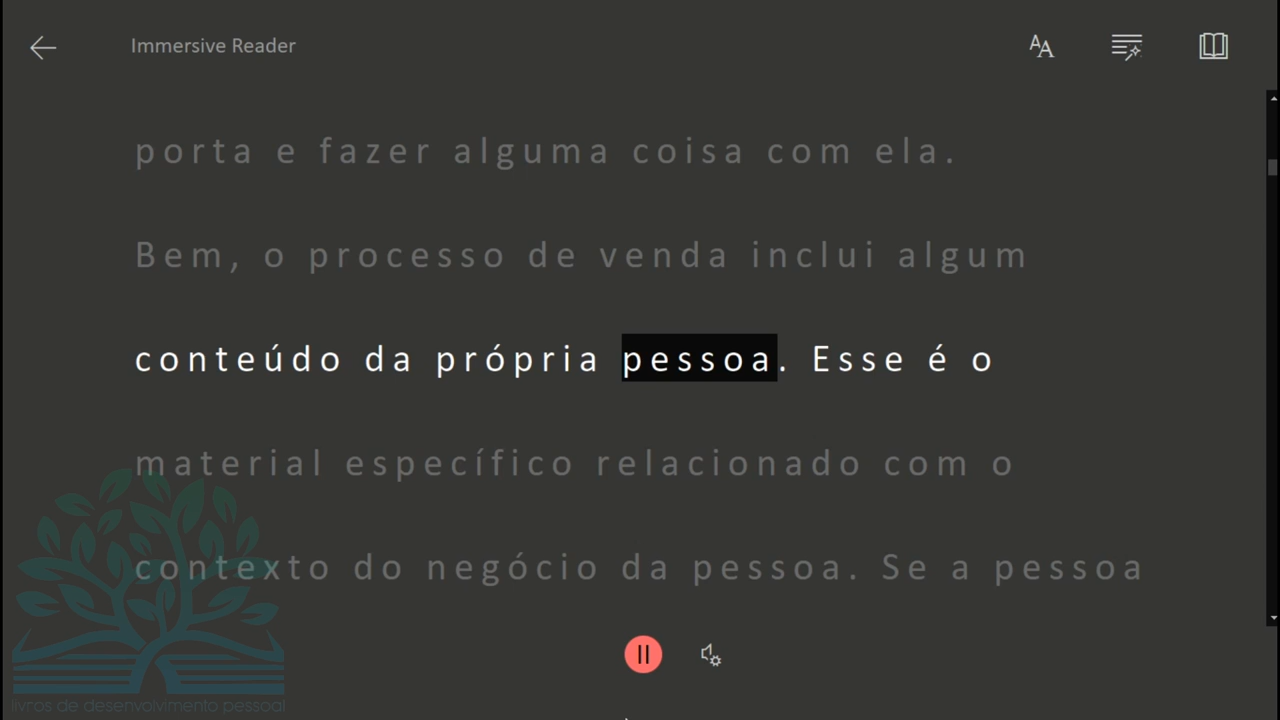 Immersive Reader
porta e fazer alguma coisa com ela.
Bem, o processo de venda inclui algum
conteúdo da própria pessoa. Esse é o
material específico relacionado com o
contexto do negócio da pessoa. Se a pessoa
livros de desenvolvimento pessoal